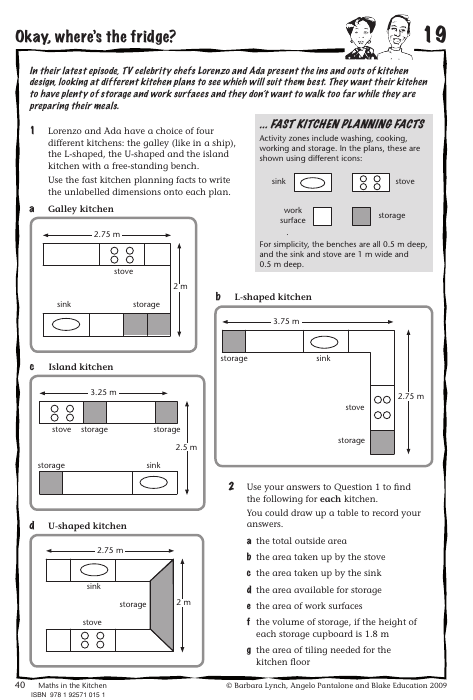 Okay, where's the fridge?
19
In their latest episode, TV celebrity chefs Lorenzo and Ada present the ins and outs of kitchen
design, looking at different kitchen plans to see which will suit them best. They want their kitchen
to have plenty of storage and work surfaces and they don't want to walk too far while they are
preparing their meals.
1 Lorenzo and Ada have a choice of four
different kitchens: the galley (like in a ship),
the L-shaped, the U-shaped and the island
kitchen with a free-standing bench.
Use the fast kitchen planning facts to write
the unlabelled dimensions onto each plan.
... FAST KITCHEN PLANNING FACTS
Activity zones include washing, cooking,
working and storage. In the plans, these are
shown using different icons:
sink
stove
work
surface
storage
For simplicity, the benches are all 0.5 m deep,
and the sink and stove are 1 m wide and
0.5 m deep.
a Galley kitchen
2.75 m
stove
2 m
sink
storage
b L-shaped kitchen
3.75 m
storage
sink
stove
2.75 m
storage
c Island kitchen
3.25 m
stove
storage
storage
2.5 m
storage
sink
d U-shaped kitchen
2.75 m
sink
storage
2 m
stove
2 Use your answers to Question 1 to find
the following for each kitchen.
You could draw up a table to record your
answers.
a the total outside area
b the area taken up by the stove
c the area taken up by the sink
d the area available for storage
e the area of work surfaces
f the volume of storage, if the height of
each storage cupboard is 1.8 m
g the area of tiling needed for the
kitchen floor
40 Maths in the Kitchen
ISBN 978 1 92571 015 1
© Barbara Lynch, Angelo Pantalone and Blake Education 2009